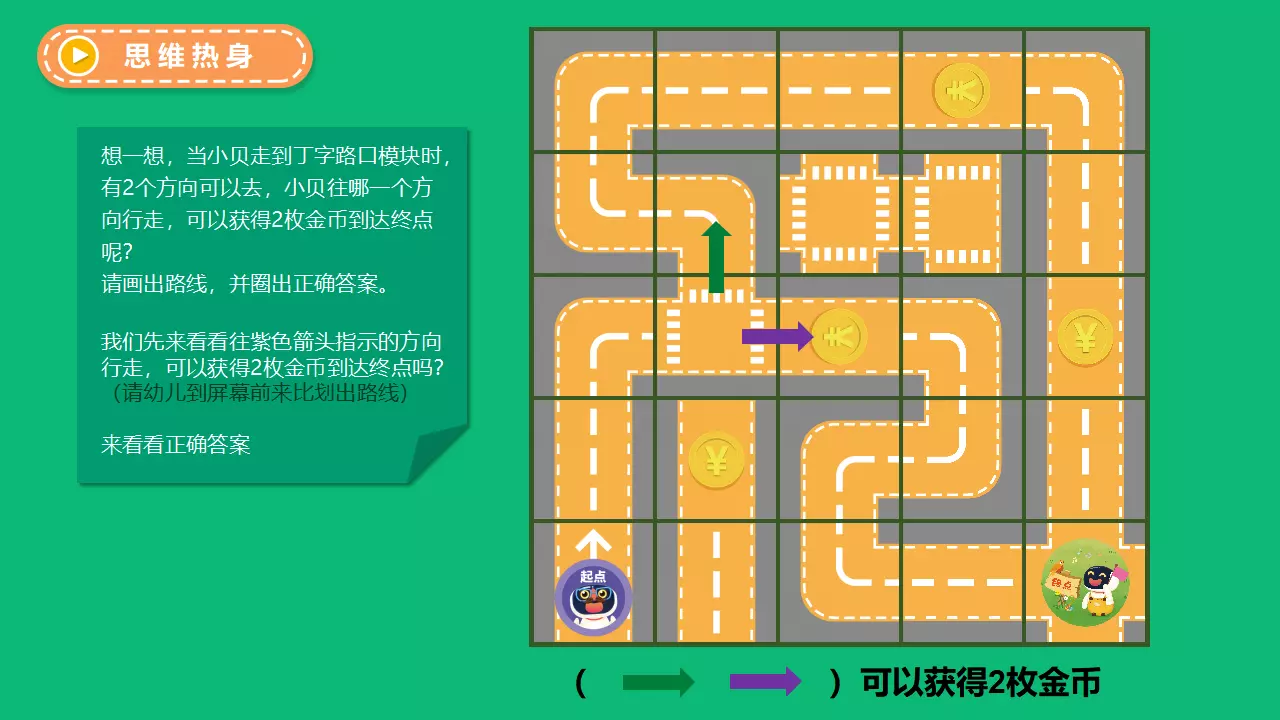 思维热身
想一想，当小贝走到丁字路口模块时，
有2个方向可以去，小贝往哪一个方
向行走，可以获得2枚金币到达终点
呢？
请画出路线，并圈出正确答案。
我们先来看看往紫色箭头指示的方向
行走，可以获得2枚金币到达终点吗？
（请幼儿到屏幕前来比划出路线）
来看看正确答案
¥
¥
¥
¥
起点
（ ）可以获得2枚金币